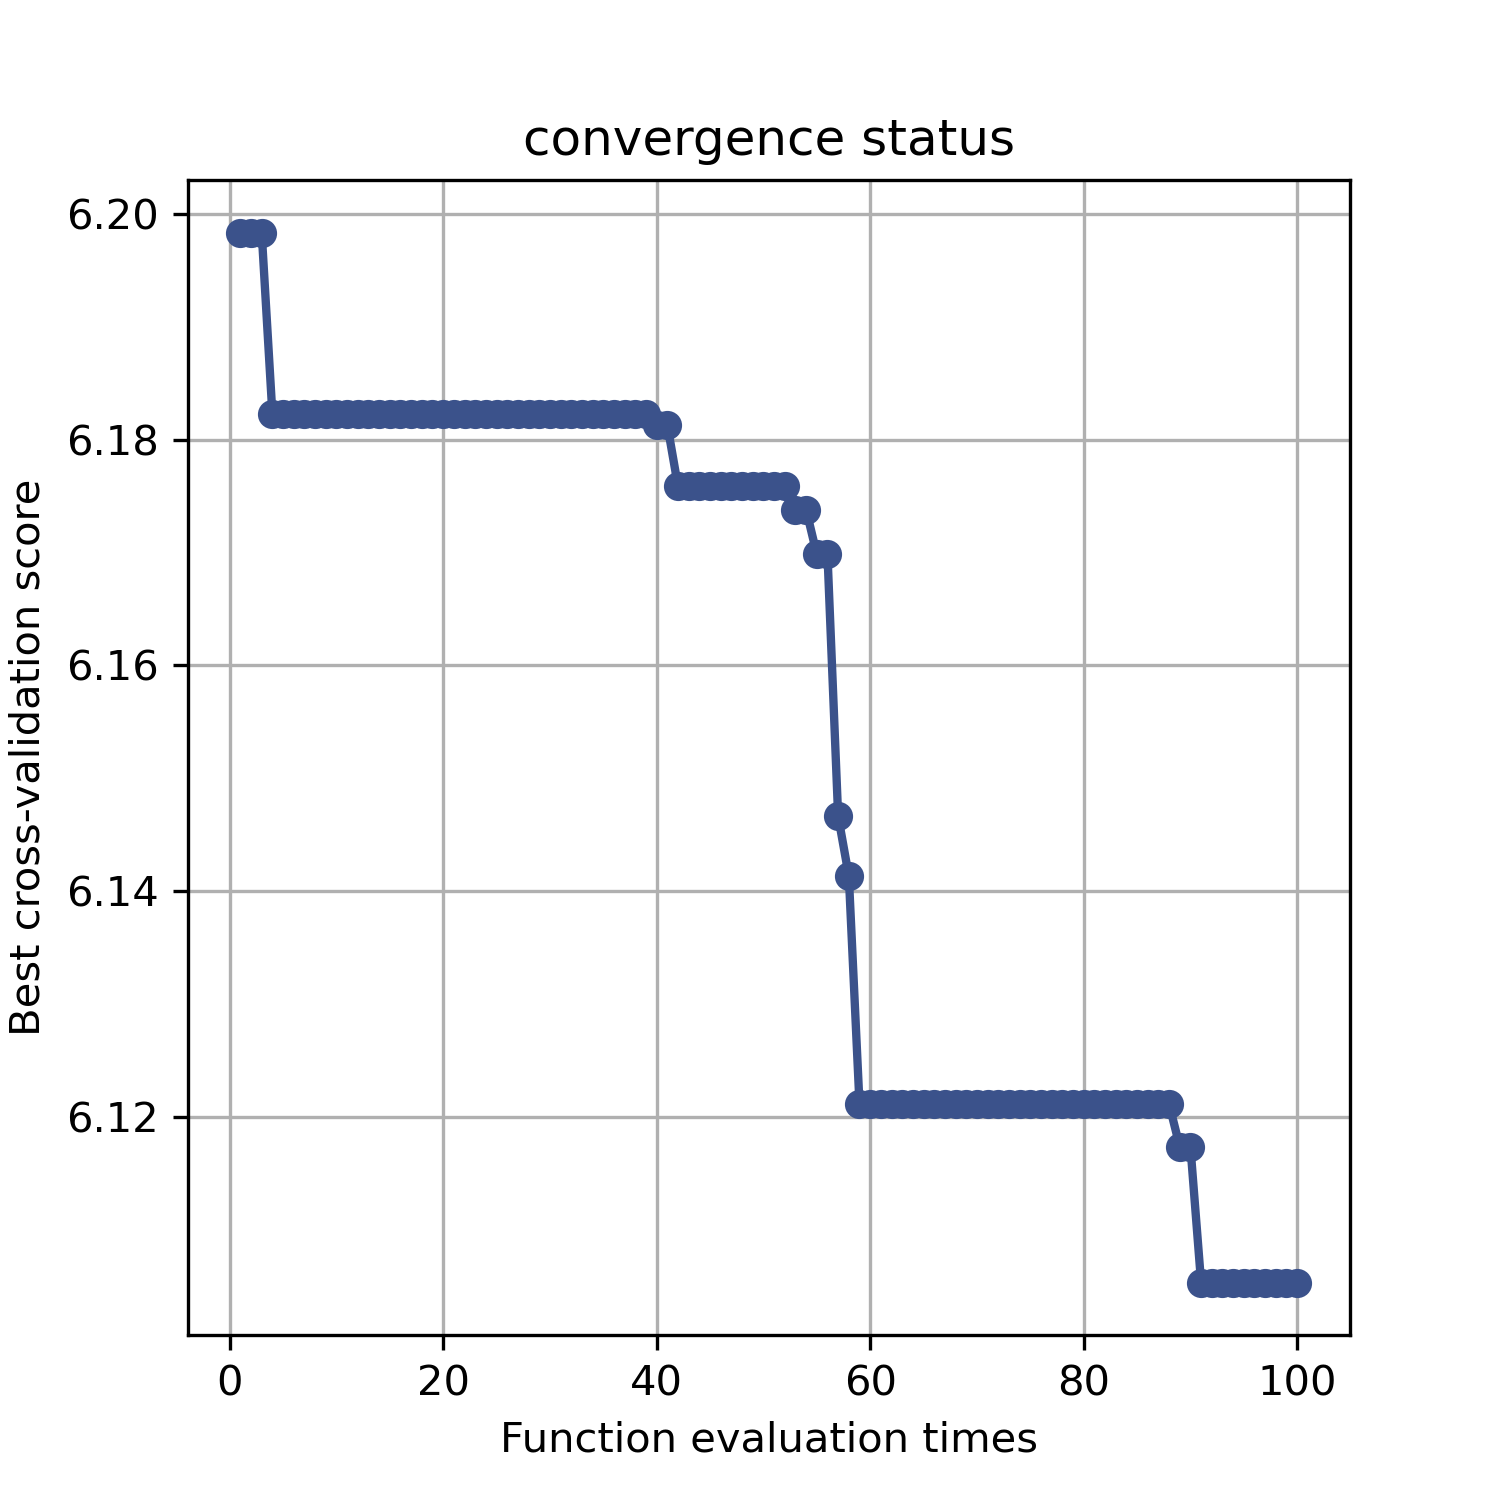 convergence status
6.20
6.18
6.16
6.14
6.12
Best cross-validation score
0 20 40 60 80 100
Function evaluation times